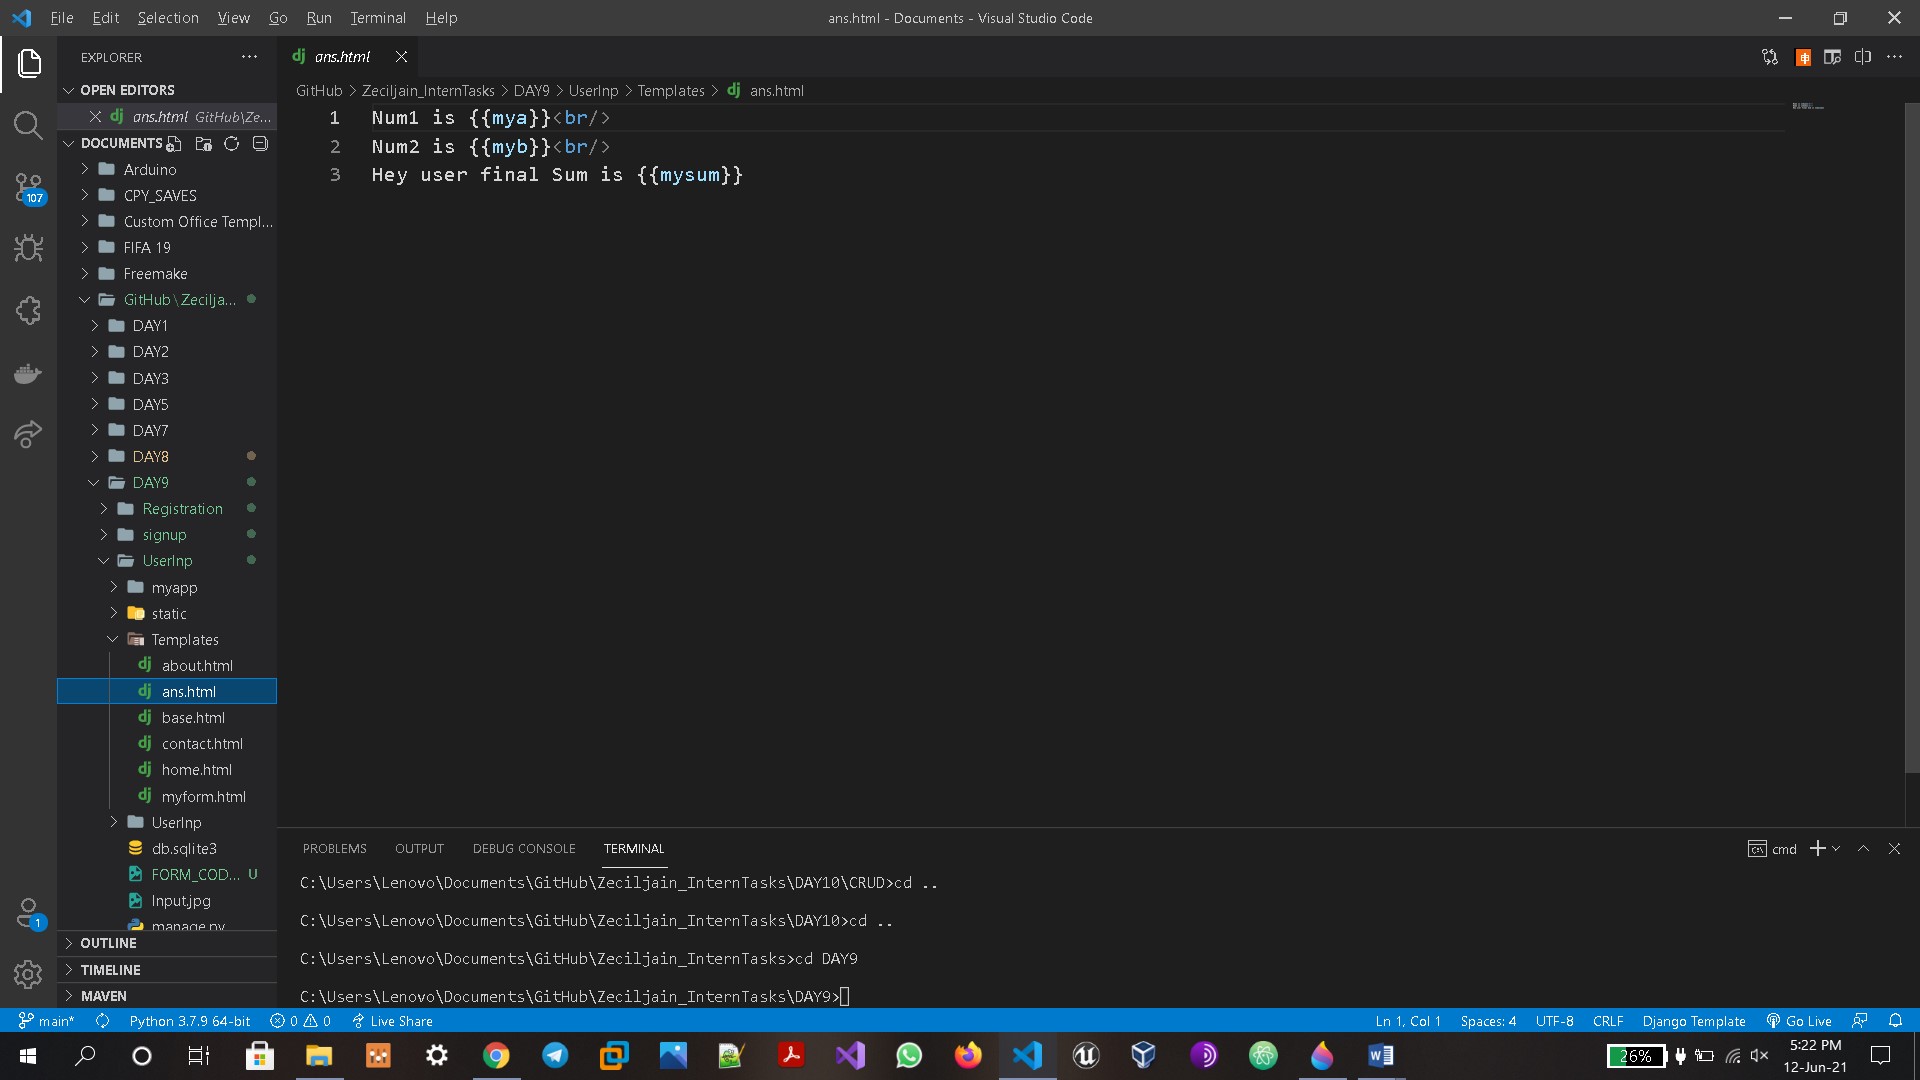 File Edit Selection View Go Run Terminal Help
ans.html - Documents - Visual Studio Code
EXPLORER
dj ans.html
OPEN EDITORS
GitHub > Zeciljain_InternTasks > DAY9 > UserInp > Templates > dj ans.html
dj ans.html GitHub\Ze...
1 Num1 is {{mya}}<br/>
2 Num2 is {{myb}}<br/>
3 Hey user final Sum is {{mysum}}
DOCUMENTS
Arduino
CPY_SAVES
107
Custom Office Templ...
FIFA 19
Freemake
GitHub\Zecilja...
DAY1
DAY2
DAY3
DAY5
DAY7
DAY8
DAY9
Registration
signup
UserInp
myapp
static
Templates
dj about.html
dj ans.html
dj base.html
dj contact.html
dj home.html
dj myform.html
UserInp
db.sqlite3
FORM_COD... U
Input.jpg
manage.py
OUTLINE
TIMELINE
MAVEN
1
PROBLEMS OUTPUT DEBUG CONSOLE TERMINAL
cmd
C:\Users\Lenovo\Documents\GitHub\Zeciljain_InternTasks\DAY10\CRUD>cd ..
C:\Users\Lenovo\Documents\GitHub\Zeciljain_InternTasks\DAY10>cd ..
C:\Users\Lenovo\Documents\GitHub\Zeciljain_InternTasks>cd DAY9
C:\Users\Lenovo\Documents\GitHub\Zeciljain_InternTasks\DAY9>
main* Python 3.7.9 64-bit 0 0 Live Share
Ln 1, Col 1 Spaces: 4 UTF-8 CRLF Django Template Go Live
26%
5:22 PM
12-Jun-21